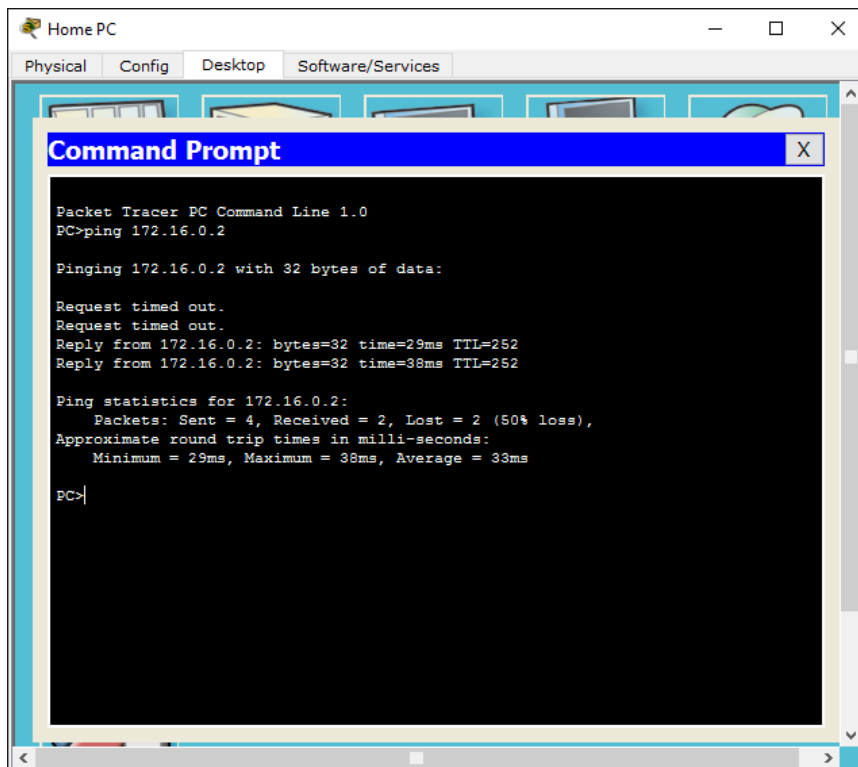 Home PC
Physical Config Desktop Software/Services
Command Prompt
X
Packet Tracer PC Command Line 1.0
PC>ping 172.16.0.2
Pinging 172.16.0.2 with 32 bytes of data:
Request timed out.
Request timed out.
Reply from 172.16.0.2: bytes=32 time=29ms TTL=252
Reply from 172.16.0.2: bytes=32 time=38ms TTL=252
Ping statistics for 172.16.0.2:
Packets: Sent = 4, Received = 2, Lost = 2 (50% loss),
Approximate round trip times in milli-seconds:
Minimum = 29ms, Maximum = 38ms, Average = 33ms
PC>